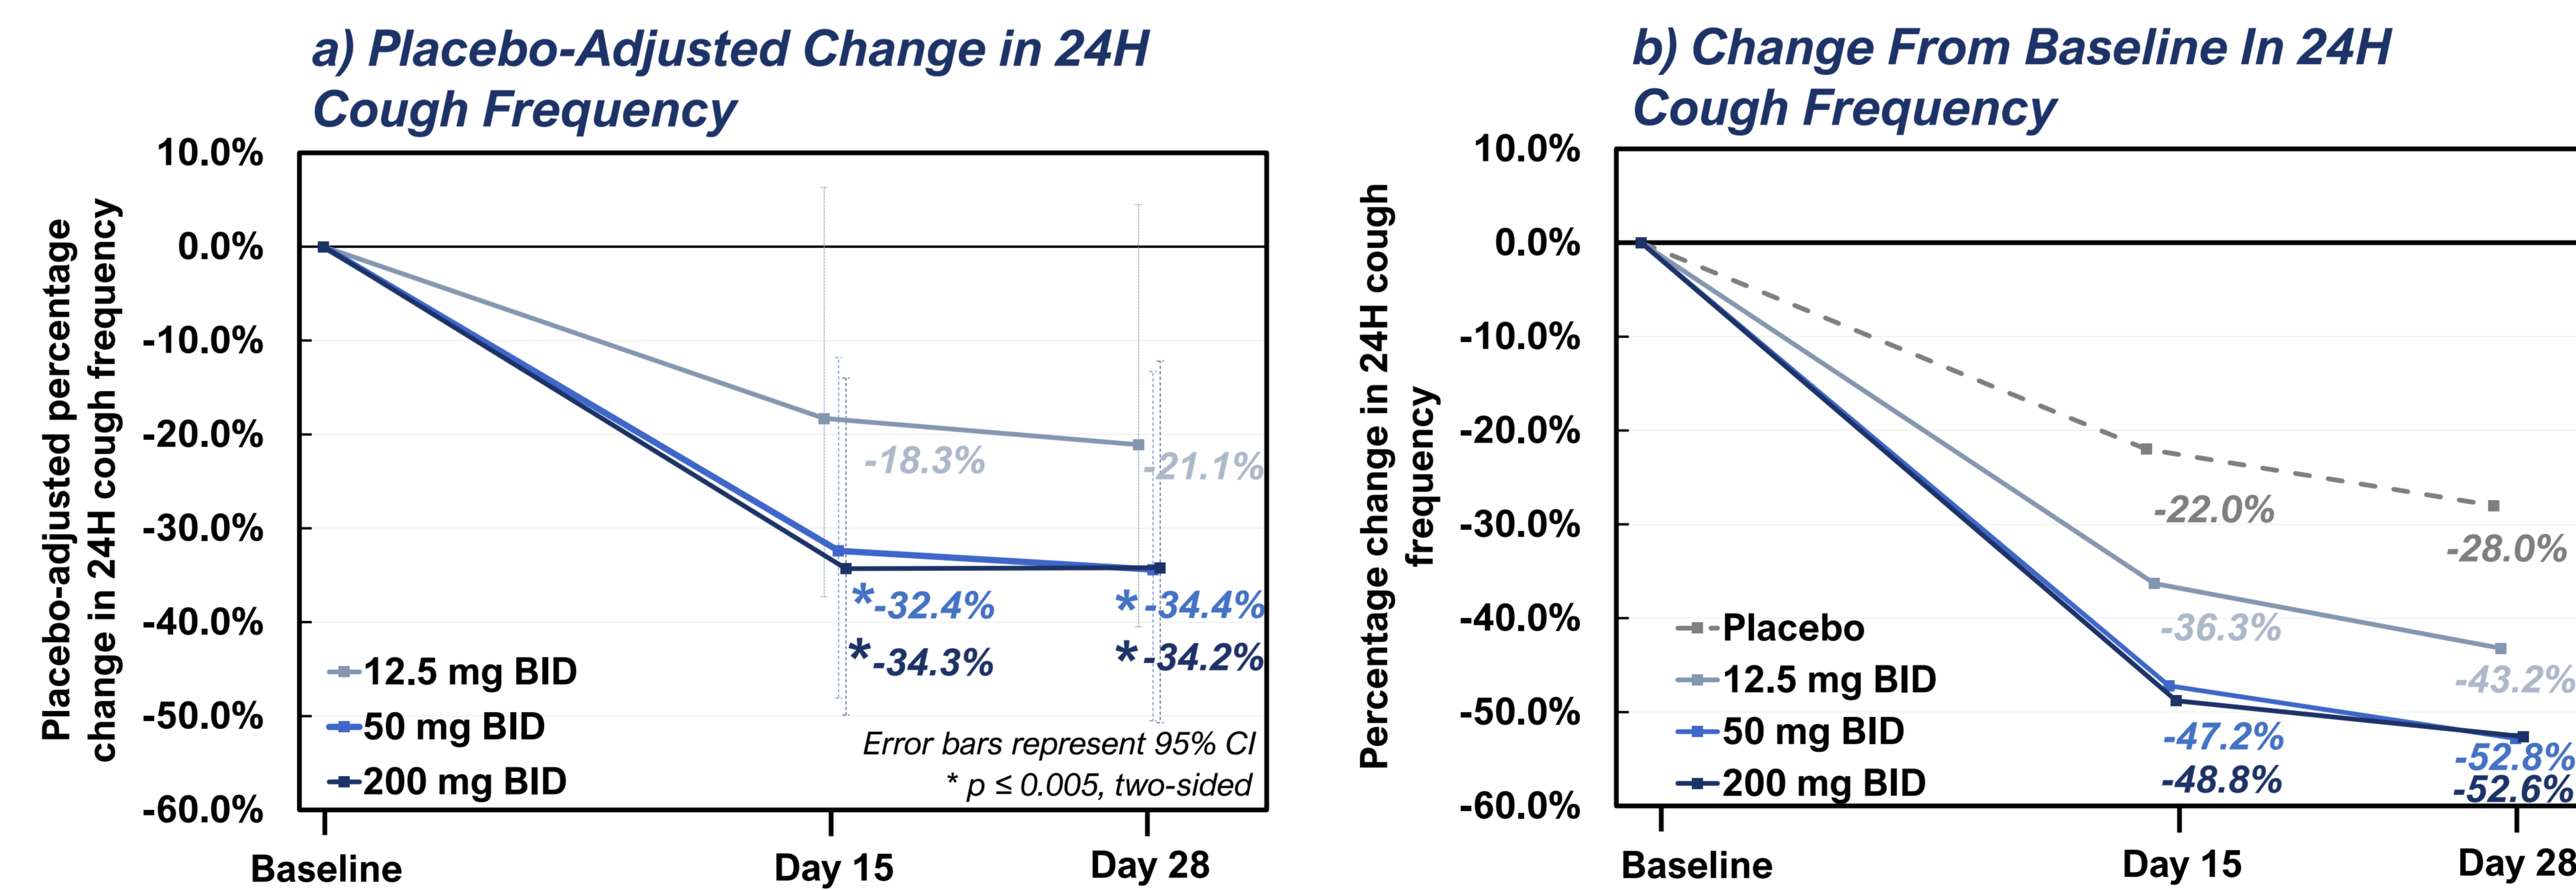 a) Placebo-Adjusted Change in 24H
Cough Frequency
Placebo-adjusted percentage
change in 24H cough frequency
10.0%
0.0%
-10.0%
-20.0%
-30.0%
-40.0%
-50.0%
-60.0%
-18.3%
-21.1%
*-32.4%
*-34.4%
*-34.3%
*-34.2%
12.5 mg BID
50 mg BID
200 mg BID
Error bars represent 95% CI
* p ≤ 0.005, two-sided
Baseline
Day 15
Day 28
b) Change From Baseline In 24H
Cough Frequency
Percentage change in 24H cough
frequency
10.0%
0.0%
-10.0%
-20.0%
-30.0%
-40.0%
-50.0%
-60.0%
-22.0%
-28.0%
-36.3%
-43.2%
-47.2%
-52.8%
-48.8%
-52.6%
Placebo
12.5 mg BID
50 mg BID
200 mg BID
Baseline
Day 15
Day 28